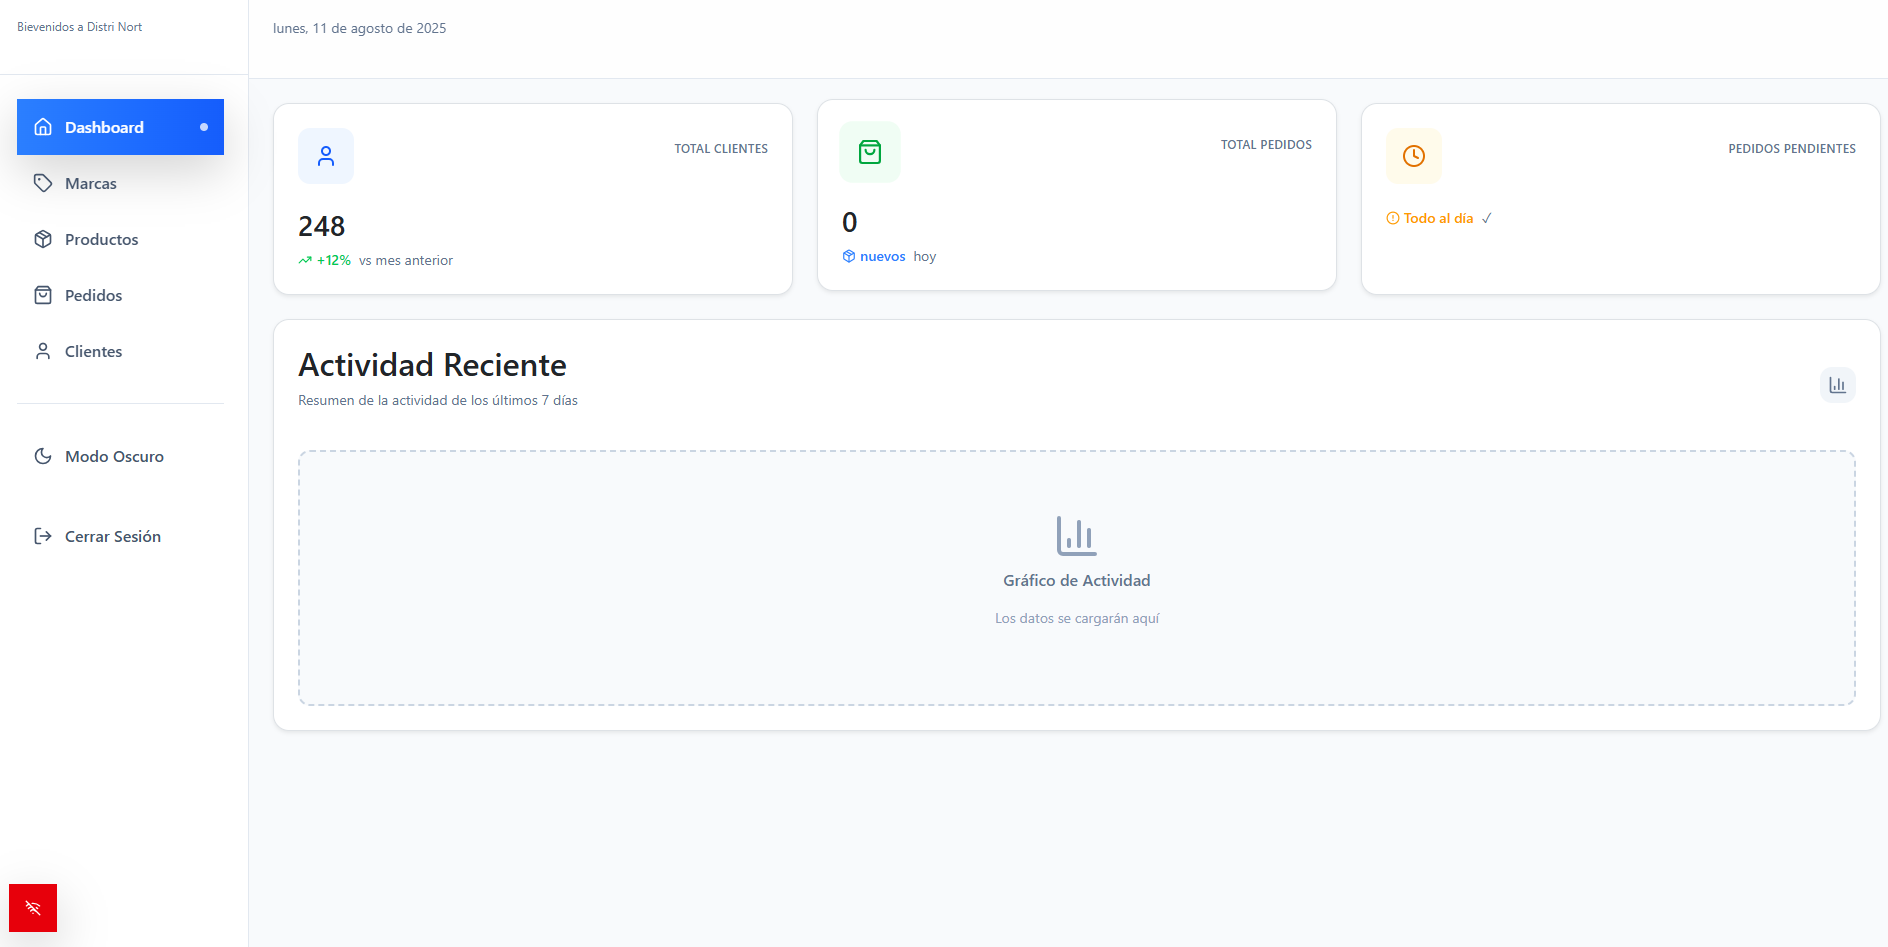 Bievenidos a Distri Nort
Dashboard
Marcas
Productos
Pedidos
Clientes
Modo Oscuro
Cerrar Sesión
lunes, 11 de agosto de 2025
TOTAL CLIENTES
248
+12% vs mes anterior
TOTAL PEDIDOS
0
nuevos hoy
PEDIDOS PENDIENTES
Todo al día ✓
Actividad Reciente
Resumen de la actividad de los últimos 7 días
Gráfico de Actividad
Los datos se cargarán aquí